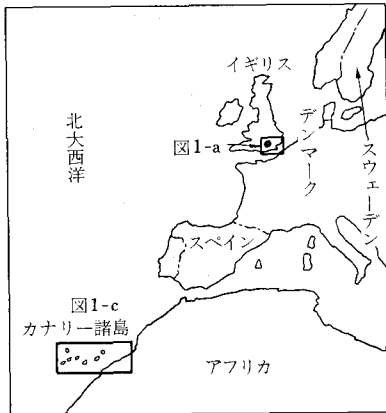 イギリス
北大西洋
デンマーク
スウェーデン
図1-a
スペイン
図1-c
カナリー諸島
アフリカ